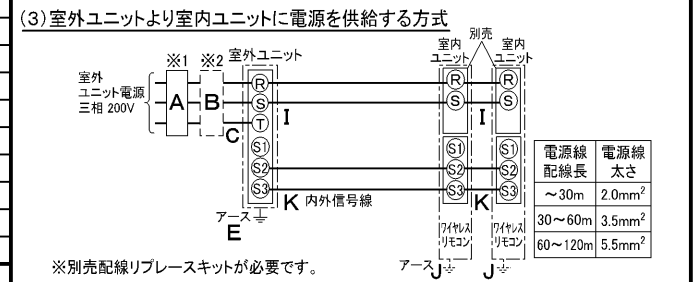 (3)室外ユニットより室内ユニットに電源を供給する方式
※1 ※2 室外ユニット
別売
室内
ユニット
室内
ユニット
室外
ユニット電源
三相 200V
A
B
C
R
S
T
S1
S2
S3
I
R
S
S1
S2
S3
I
R
S
S1
S2
S3
K 内外信号線
K
アース
E
ワイヤレス
リモコン
ワイヤレス
リモコン
アース J
J
電源線
配線長
電源線
太さ
~30m 2.0mm²
30~60m 3.5mm²
60~120m 5.5mm²
※別売配線リプレースキットが必要です。